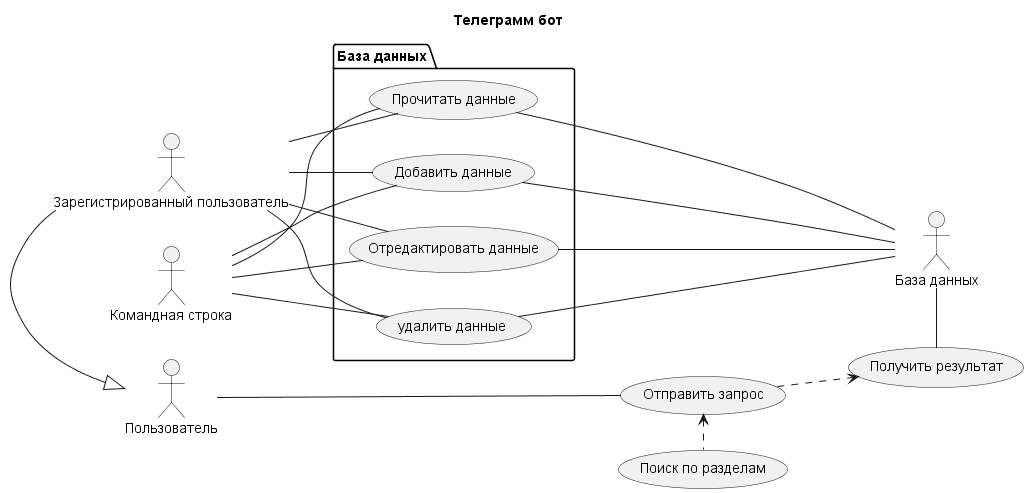 Телеграмм бот
База данных
Прочитать данные
Добавить данные
Зарегистрированный пользователь
Отредактировать данные
База данных
Командная строка
удалить данные
Получить результат
Отправить запрос
Пользователь
Поиск по разделам